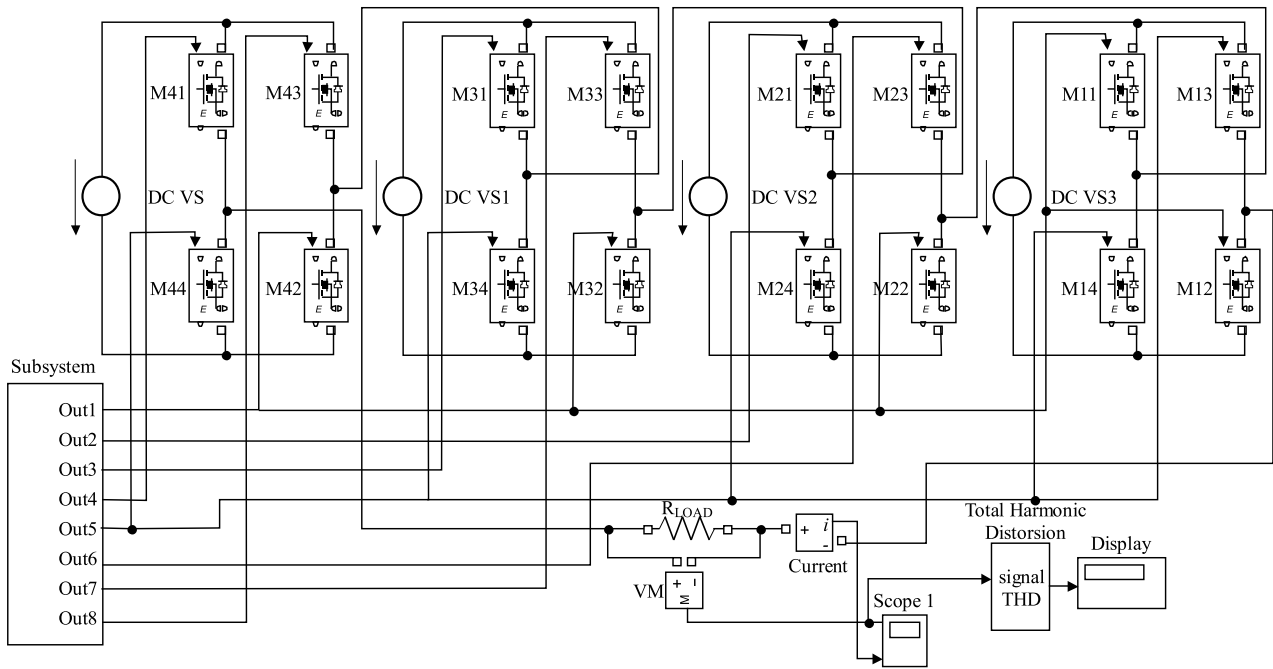 M41
M43
M31
M33
M21
M23
M11
M13
E
E
E
E
E
E
E
E
DC VS
DC VS1
DC VS2
DC VS3
M44
M42
M34
M32
M24
M22
M14
M12
E
E
E
E
E
E
E
E
Subsystem
Out1
Out2
Out3
Out4
Out5
Out6
Out7
Out8
RLOAD
+ i
-
Current
VM
+ -
M
Total Harmonic
Distorsion
signal
THD
Display
Scope 1